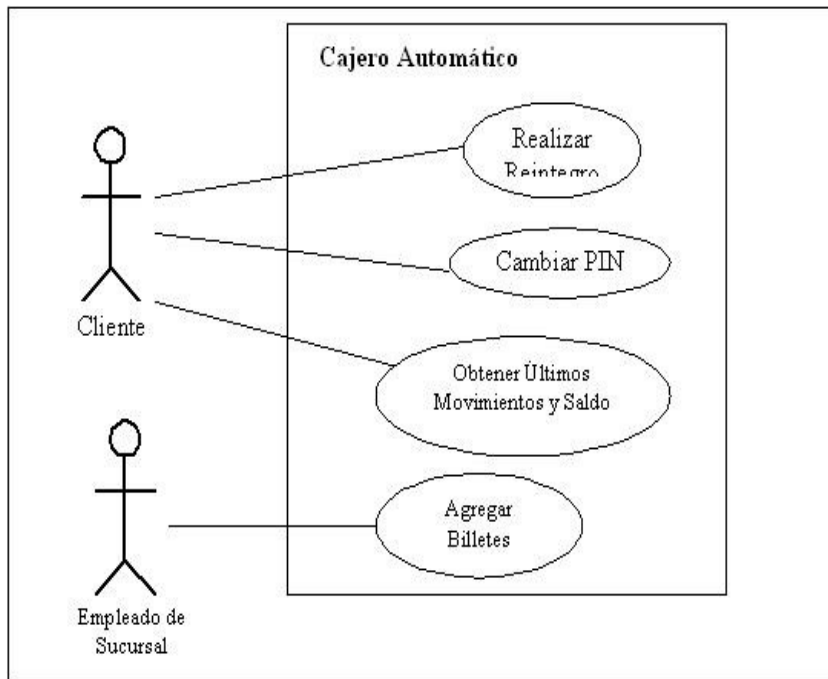 Cajero Automático
Realizar
Reintegro
Cambiar PIN
Cliente
Obtener Últimos
Movimientos y Saldo
Agregar
Billetes
Empleado de
Sucursal